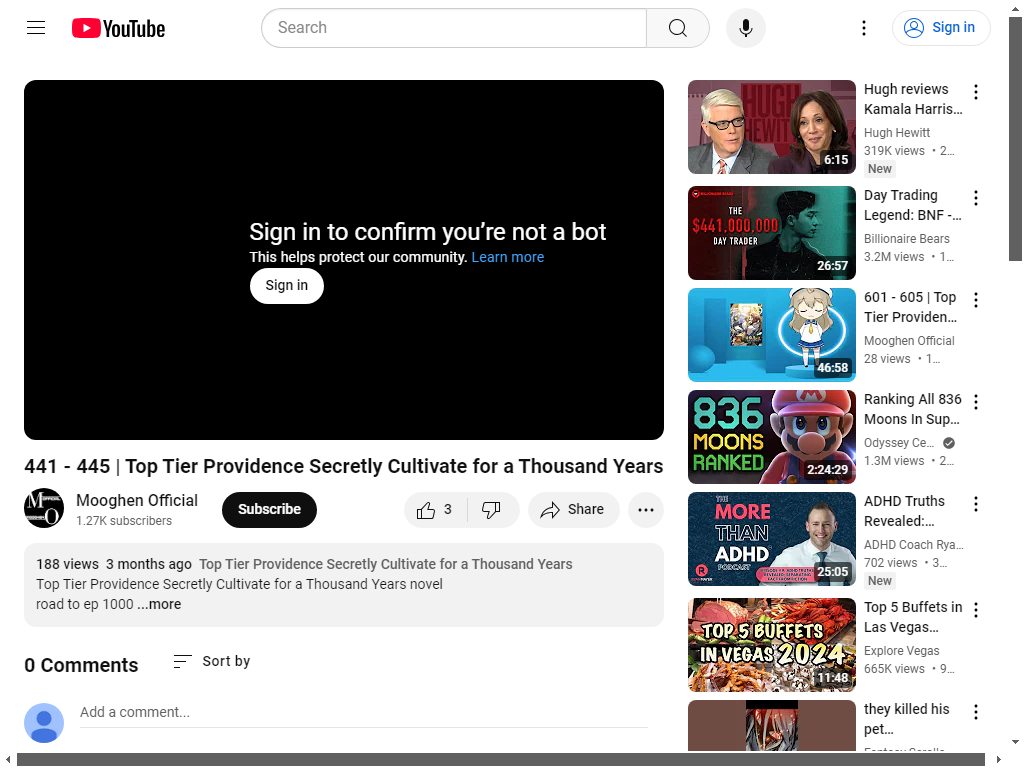 YouTube
Search
Sign in
Sign in to confirm you're not a bot
This helps protect our community. Learn more
Sign in
441 - 445 | Top Tier Providence Secretly Cultivate for a Thousand Years
Mooghen Official
1.27K subscribers
Subscribe
3
Share
188 views 3 months ago Top Tier Providence Secretly Cultivate for a Thousand Years
Top Tier Providence Secretly Cultivate for a Thousand Years novel
road to ep 1000 ...more
0 Comments
Sort by
Add a comment...
HUGH
HEWITT
6:15
Hugh reviews
Kamala Harris...
Hugh Hewitt
319K views • 2...
New
BILLIONAIRE BEARS
THE
$441,000,000
DAY TRADER
26:57
Day Trading
Legend: BNF -...
Billionaire Bears
3.2M views • 1...
46:58
601 - 605 | Top
Tier Providen...
Mooghen Official
28 views • 1...
836
MOONS
RANKED
2:24:29
Ranking All 836
Moons In Sup...
Odyssey Ce...
1.3M views • 2...
THE
MORE
THAN
ADHD
PODCAST
25:05
ADHD Truths
Revealed:...
ADHD Coach Rya...
702 views • 3...
New
TOP 5 BUFFETS
IN VEGAS 2024
11:48
Top 5 Buffets in
Las Vegas...
Explore Vegas
665K views • 9...
they killed his
pet...